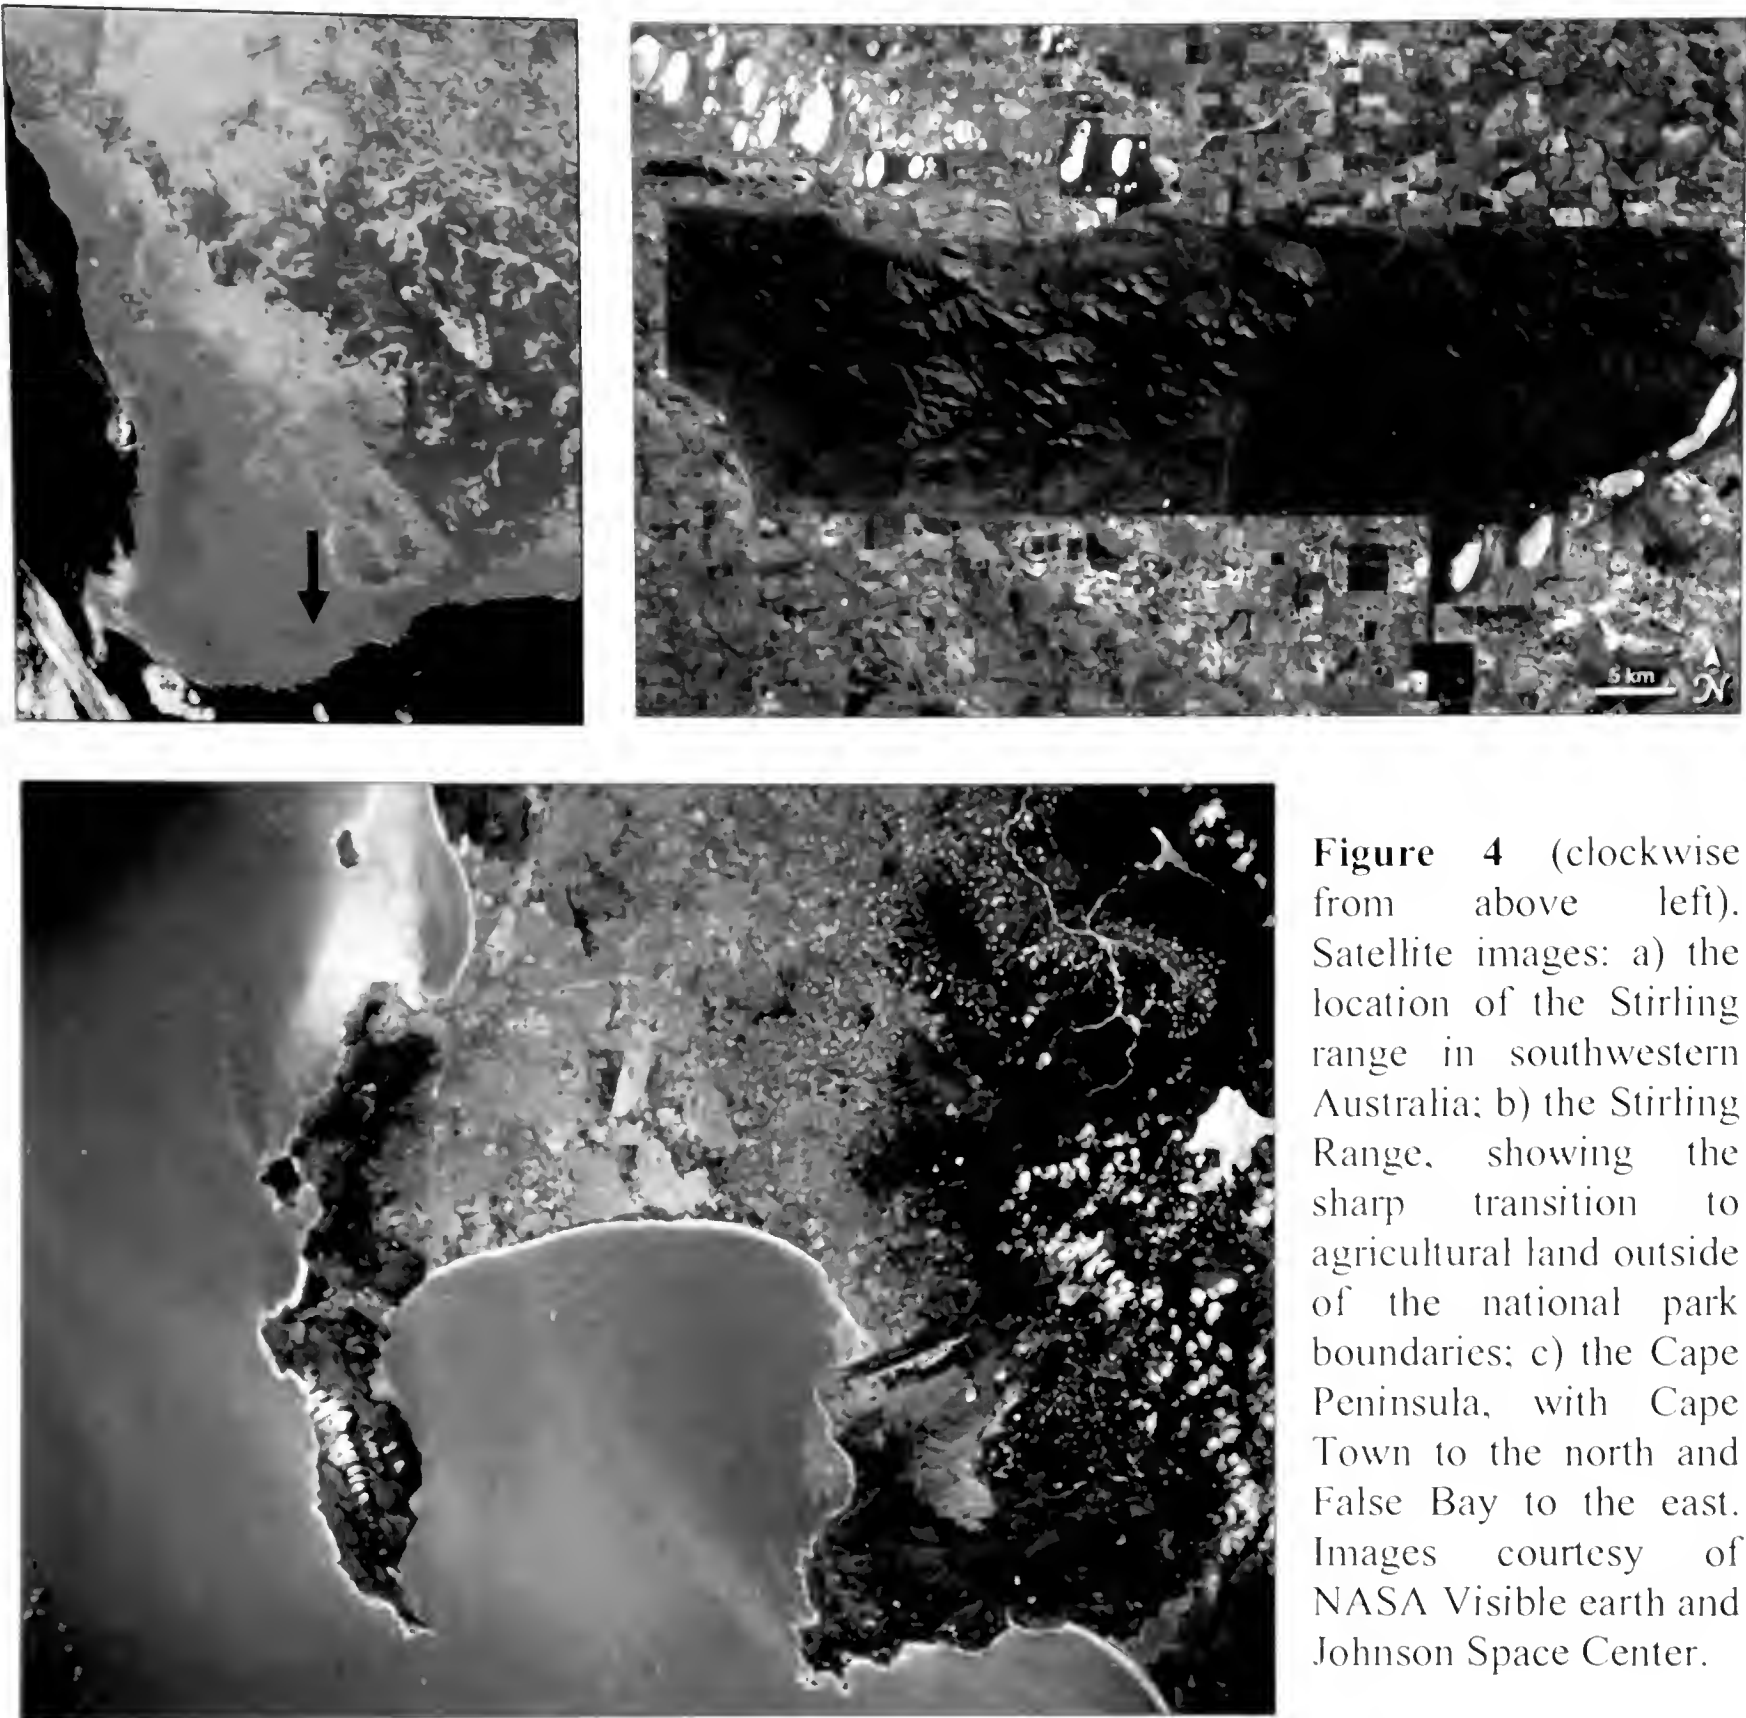 5 km
N
Figure 4 (clockwise
from above left).
Satellite images: a) the
location of the Stirling
range in southwestern
Australia; b) the Stirling
Range, showing the
sharp transition to
agricultural land outside
of the national park
boundaries; c) the Cape
Peninsula, with Cape
Town to the north and
False Bay to the east.
Images courtesy of
NASA Visible earth and
Johnson Space Center.